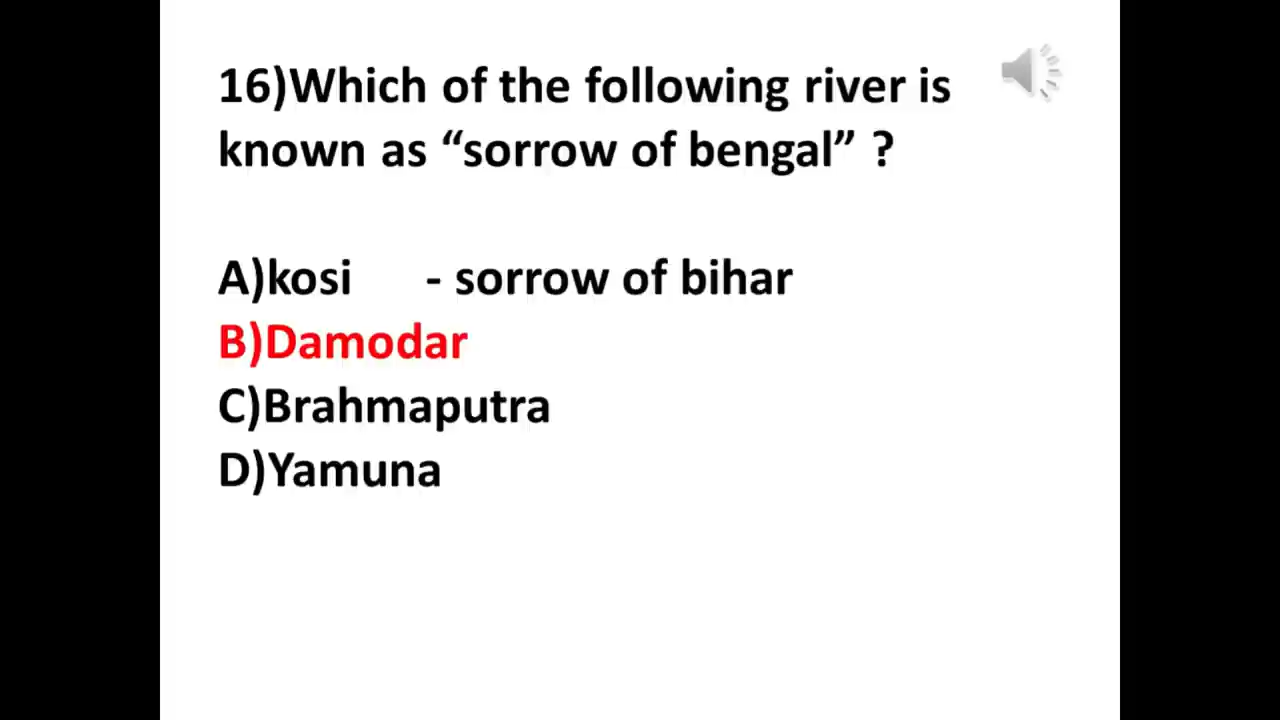 16)Which of the following river is
known as “sorrow of bengal” ?
A)kosi - sorrow of bihar
B)Damodar
C)Brahmaputra
D)Yamuna